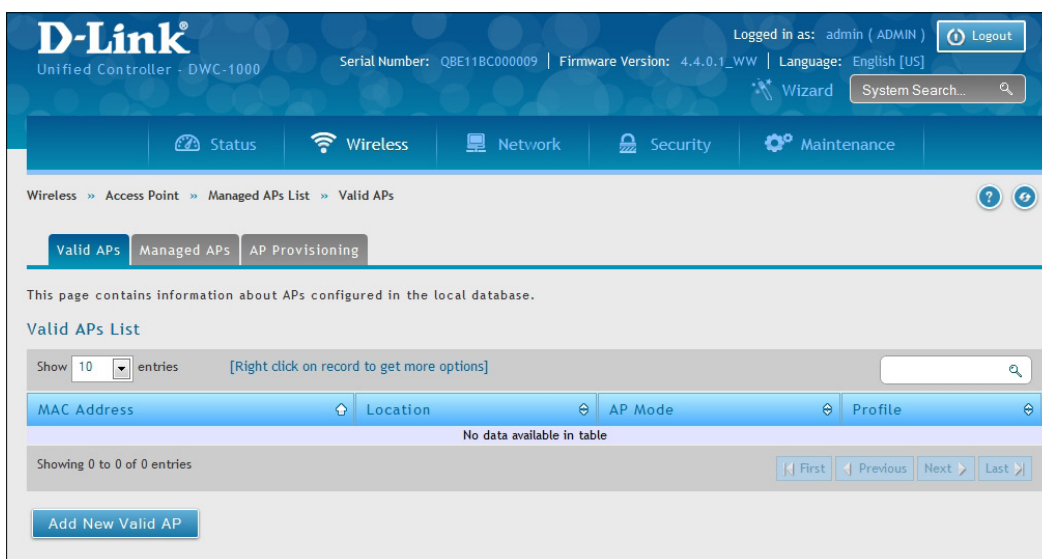 D-Link®
Unified Controller - DWC-1000
Logged in as: admin ( ADMIN ) Logout
Serial Number: QBE11BC000009 | Firmware Version: 4.4.0.1_WW | Language: English [US]
Wizard System Search...
Status Wireless Network Security Maintenance
Wireless » Access Point » Managed APs List » Valid APs
?
Valid APs Managed APs AP Provisioning
This page contains information about APs configured in the local database.
Valid APs List
Show 10 entries [Right click on record to get more options]
MAC Address Location AP Mode Profile
No data available in table
Showing 0 to 0 of 0 entries First Previous Next Last
Add New Valid AP